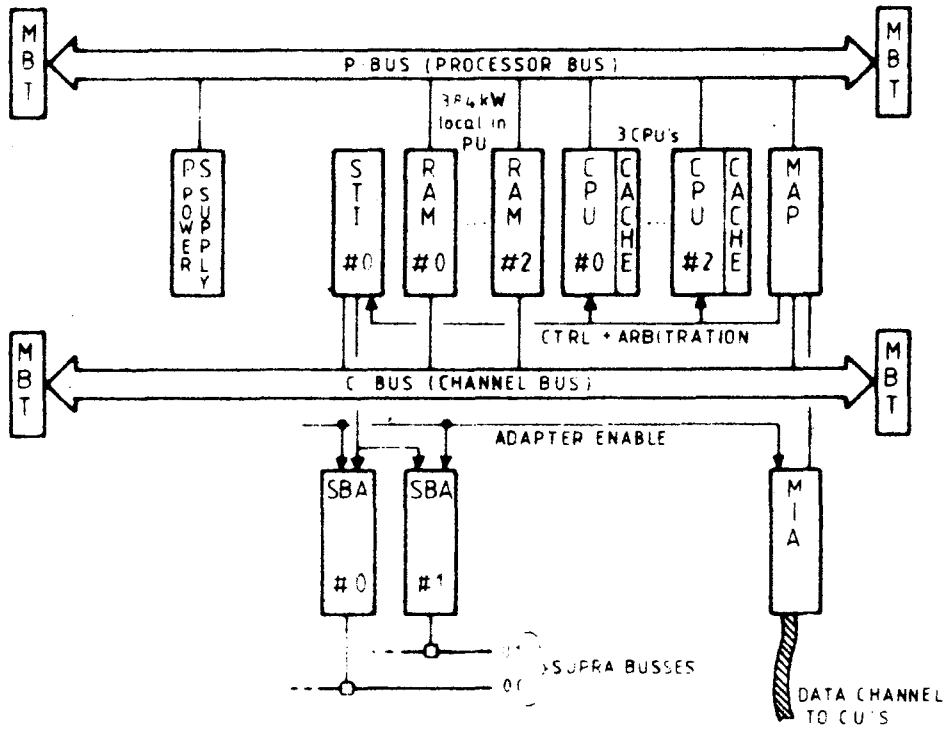 MBT
MBT
P BUS (PROCESSOR BUS)
384kW
local in
PU
3 CPU's
PS POWER SUPPLY
STI #0
RAM #0
...
RAM #2
CPU #0
CACHE
...
CPU #2
CACHE
MAP
CTRL + ARBITRATION
MBT
MBT
C BUS (CHANNEL BUS)
ADAPTER ENABLE
SBA #0
SBA #1
MIA
SUPRA BUSSES
DATA CHANNEL
TO CU'S